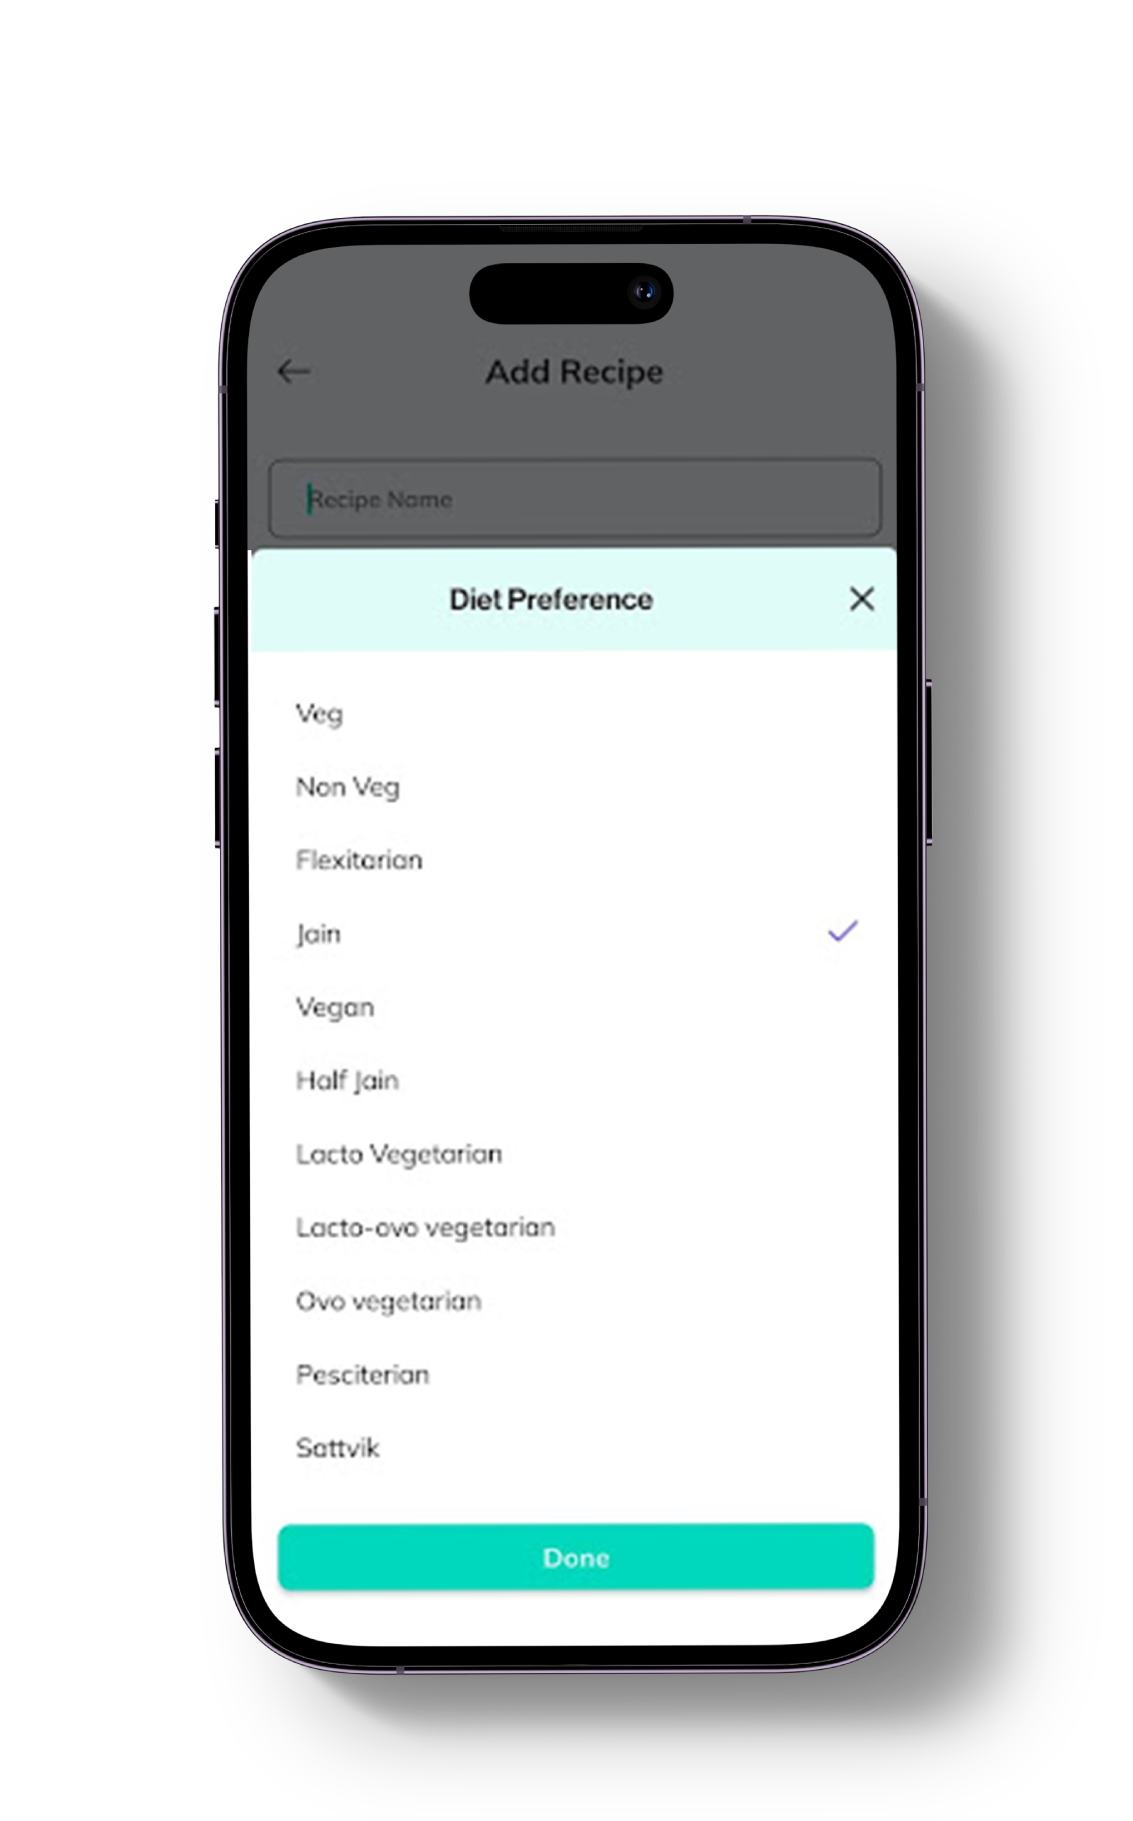 Add Recipe
Recipe Name
Diet Preference
Veg
Non Veg
Flexitarian
Jain
Vegan
Half Jain
Lacto Vegetarian
Lacto-ovo vegetarian
Ovo vegetarian
Pesciterian
Sattvik
Done